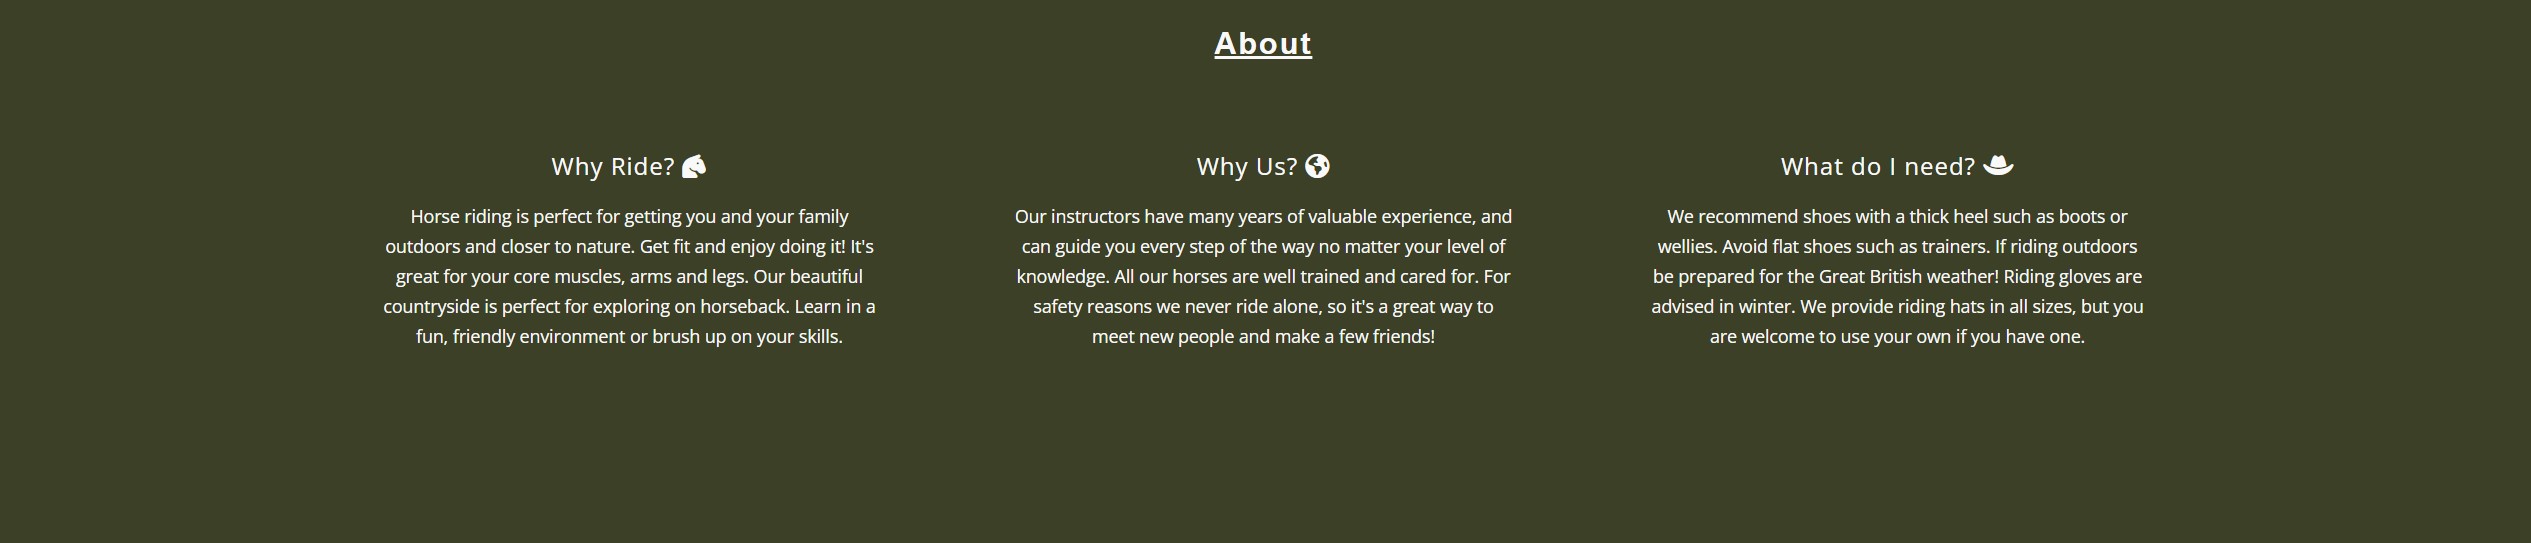 About
Why Ride?
Horse riding is perfect for getting you and your family
outdoors and closer to nature. Get fit and enjoy doing it! It's
great for your core muscles, arms and legs. Our beautiful
countryside is perfect for exploring on horseback. Learn in a
fun, friendly environment or brush up on your skills.
Why Us?
Our instructors have many years of valuable experience, and
can guide you every step of the way no matter your level of
knowledge. All our horses are well trained and cared for. For
safety reasons we never ride alone, so it's a great way to
meet new people and make a few friends!
What do I need?
We recommend shoes with a thick heel such as boots or
wellies. Avoid flat shoes such as trainers. If riding outdoors
be prepared for the Great British weather! Riding gloves are
advised in winter. We provide riding hats in all sizes, but you
are welcome to use your own if you have one.